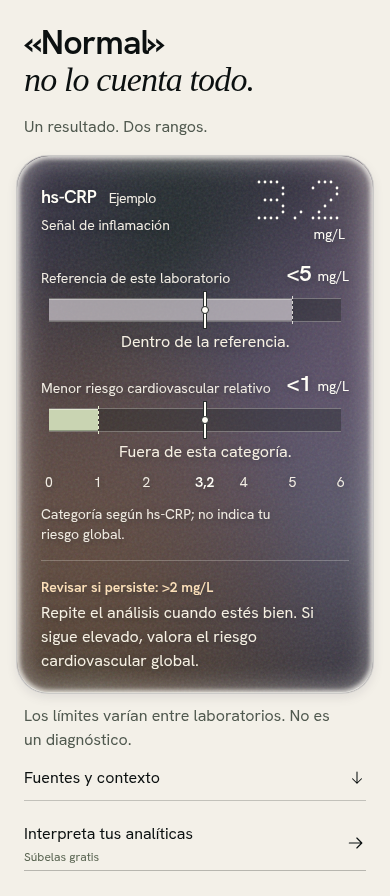 «Normal»
no lo cuenta todo.
Un resultado. Dos rangos.
hs-CRP Ejemplo 3,2
Señal de inflamación
mg/L
Referencia de este laboratorio <5 mg/L
Dentro de la referencia.
Menor riesgo cardiovascular relativo <1 mg/L
Fuera de esta categoría.
0 1 2 3,2 4 5 6
Categoría según hs-CRP; no indica tu
riesgo global.
Revisar si persiste: >2 mg/L
Repite el análisis cuando estés bien. Si
sigue elevado, valora el riesgo
cardiovascular global.
Los límites varían entre laboratorios. No es
un diagnóstico.
Fuentes y contexto ↓
Interpreta tus analíticas →
Súbelas gratis